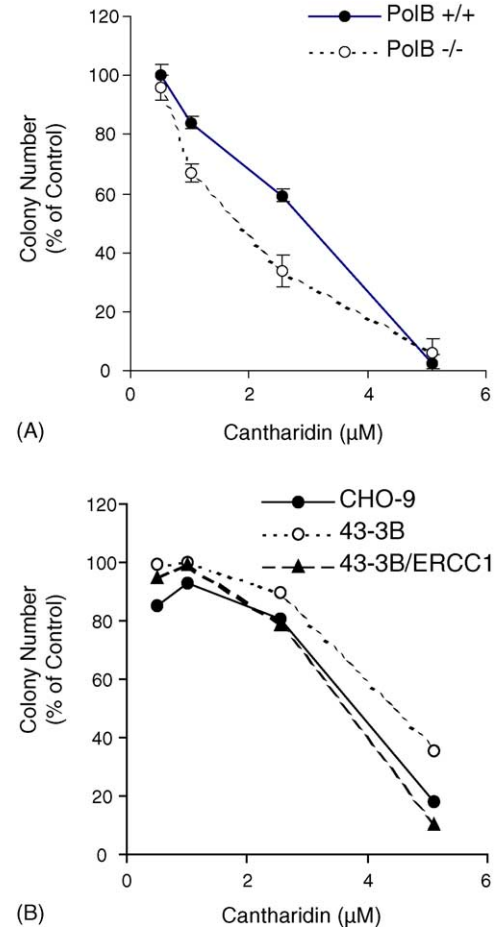 PolB +/+
PolB -/-
120
100
80
60
40
20
0
Colony Number
(% of Control)
0 2 4 6
Cantharidin (µM)
(A)
CHO-9
43-3B
43-3B/ERCC1
120
100
80
60
40
20
0
Colony Number
(% of Control)
0 2 4 6
Cantharidin (µM)
(B)